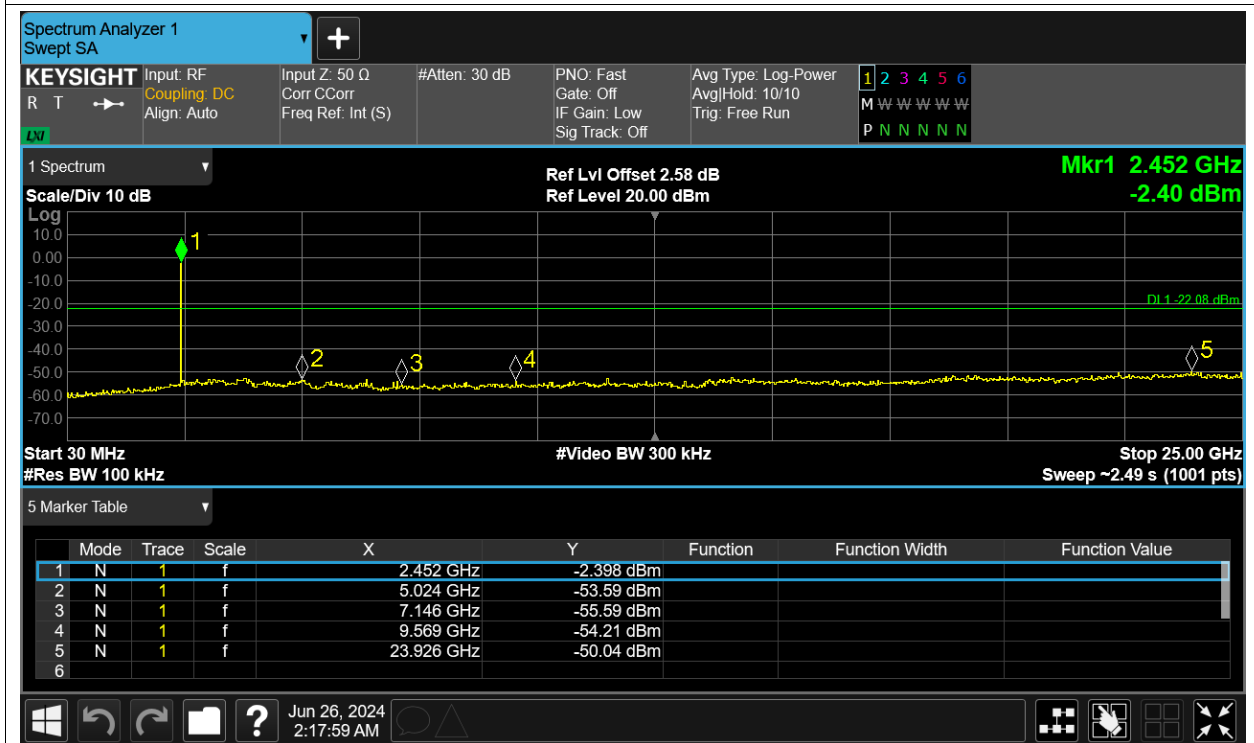 Spectrum Analyzer 1
Swept SA
KEYSIGHT
R T
LXI
Input: RF
Coupling: DC
Align: Auto
Input Z: 50 Ω
Corr CCorr
Freq Ref: Int (S)
#Atten: 30 dB
PNO: Fast
Gate: Off
IF Gain: Low
Sig Track: Off
Avg Type: Log-Power
Avg|Hold: 10/10
Trig: Free Run
1 2 3 4 5 6
M W W W W W
P N N N N N
1 Spectrum
Scale/Div 10 dB
Ref Lvl Offset 2.58 dB
Ref Level 20.00 dBm
Mkr1 2.452 GHz
-2.40 dBm
Log
10.0
0.00
-10.0
-20.0
-30.0
-40.0
-50.0
-60.0
-70.0
1
2
3
4
5
DL1 -22.08 dBm
Start 30 MHz
#Res BW 100 kHz
#Video BW 300 kHz
Stop 25.00 GHz
Sweep ~2.49 s (1001 pts)
5 Marker Table
Mode Trace Scale X Y Function Function Width Function Value
1 N 1 f 2.452 GHz -2.398 dBm
2 N 1 f 5.024 GHz -53.59 dBm
3 N 1 f 7.146 GHz -55.59 dBm
4 N 1 f 9.569 GHz -54.21 dBm
5 N 1 f 23.926 GHz -50.04 dBm
6
?
Jun 26, 2024
2:17:59 AM